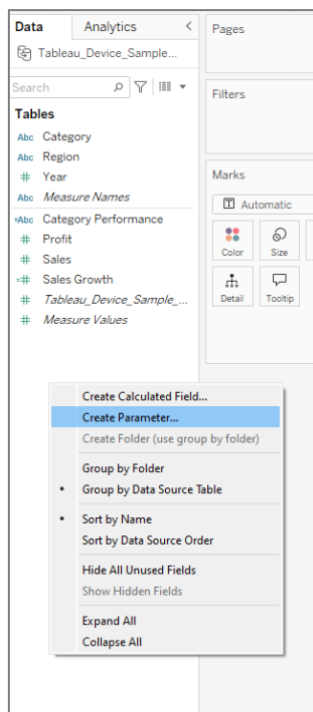 Data Analytics
Tableau_Device_Sample...
Search
Tables
Abc Category
Abc Region
# Year
Abc Measure Names
=Abc Category Performance
# Profit
# Sales
=# Sales Growth
# Tableau_Device_Sample_...
# Measure Values
Pages
Filters
Marks
T Automatic
Color Size
Detail Tooltip
Create Calculated Field...
Create Parameter...
Create Folder (use group by folder)
Group by Folder
• Group by Data Source Table
• Sort by Name
Sort by Data Source Order
Hide All Unused Fields
Show Hidden Fields
Expand All
Collapse All